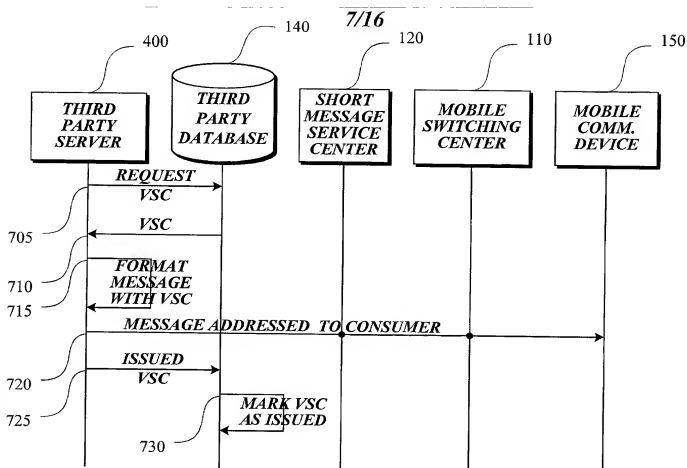 7/16
400
140
120
110
150
THIRD
PARTY
SERVER
THIRD
PARTY
DATABASE
SHORT
MESSAGE
SERVICE
CENTER
MOBILE
SWITCHING
CENTER
MOBILE
COMM.
DEVICE
REQUEST
VSC
705
VSC
710
FORMAT
MESSAGE
WITH VSC
715
MESSAGE ADDRESSED TO CONSUMER
720
ISSUED
VSC
725
MARK VSC
AS ISSUED
730